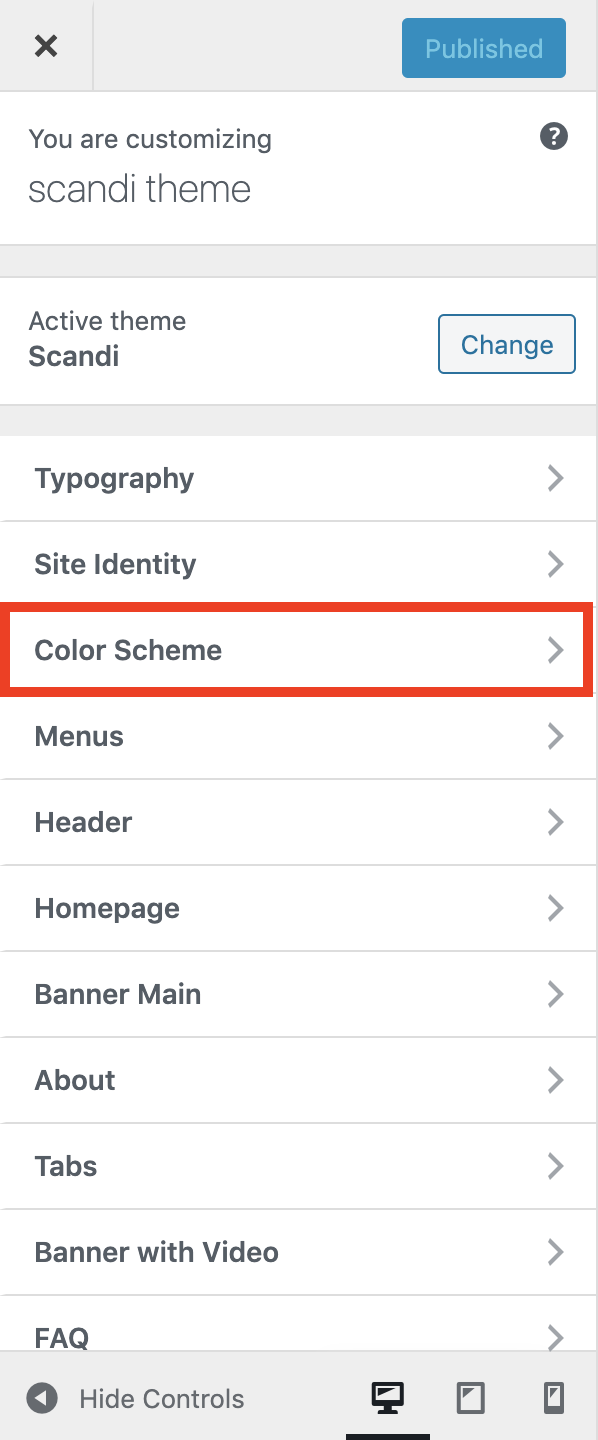 Published
You are customizing
scandi theme
Active theme
Scandi
Change
Typography
Site Identity
Color Scheme
Menus
Header
Homepage
Banner Main
About
Tabs
Banner with Video
FAQ
Hide Controls